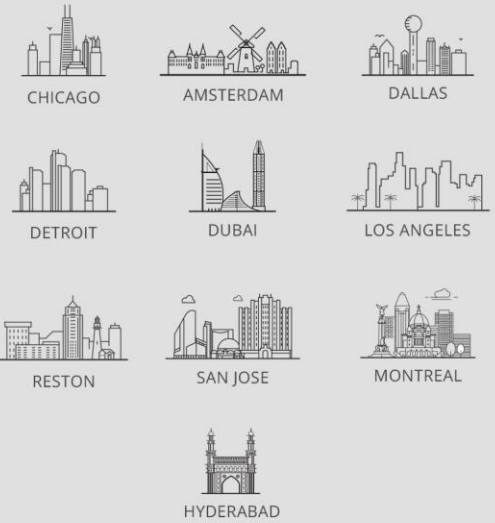 CHICAGO
AMSTERDAM
DALLAS
DETROIT
DUBAI
LOS ANGELES
RESTON
SAN JOSE
MONTREAL
HYDERABAD